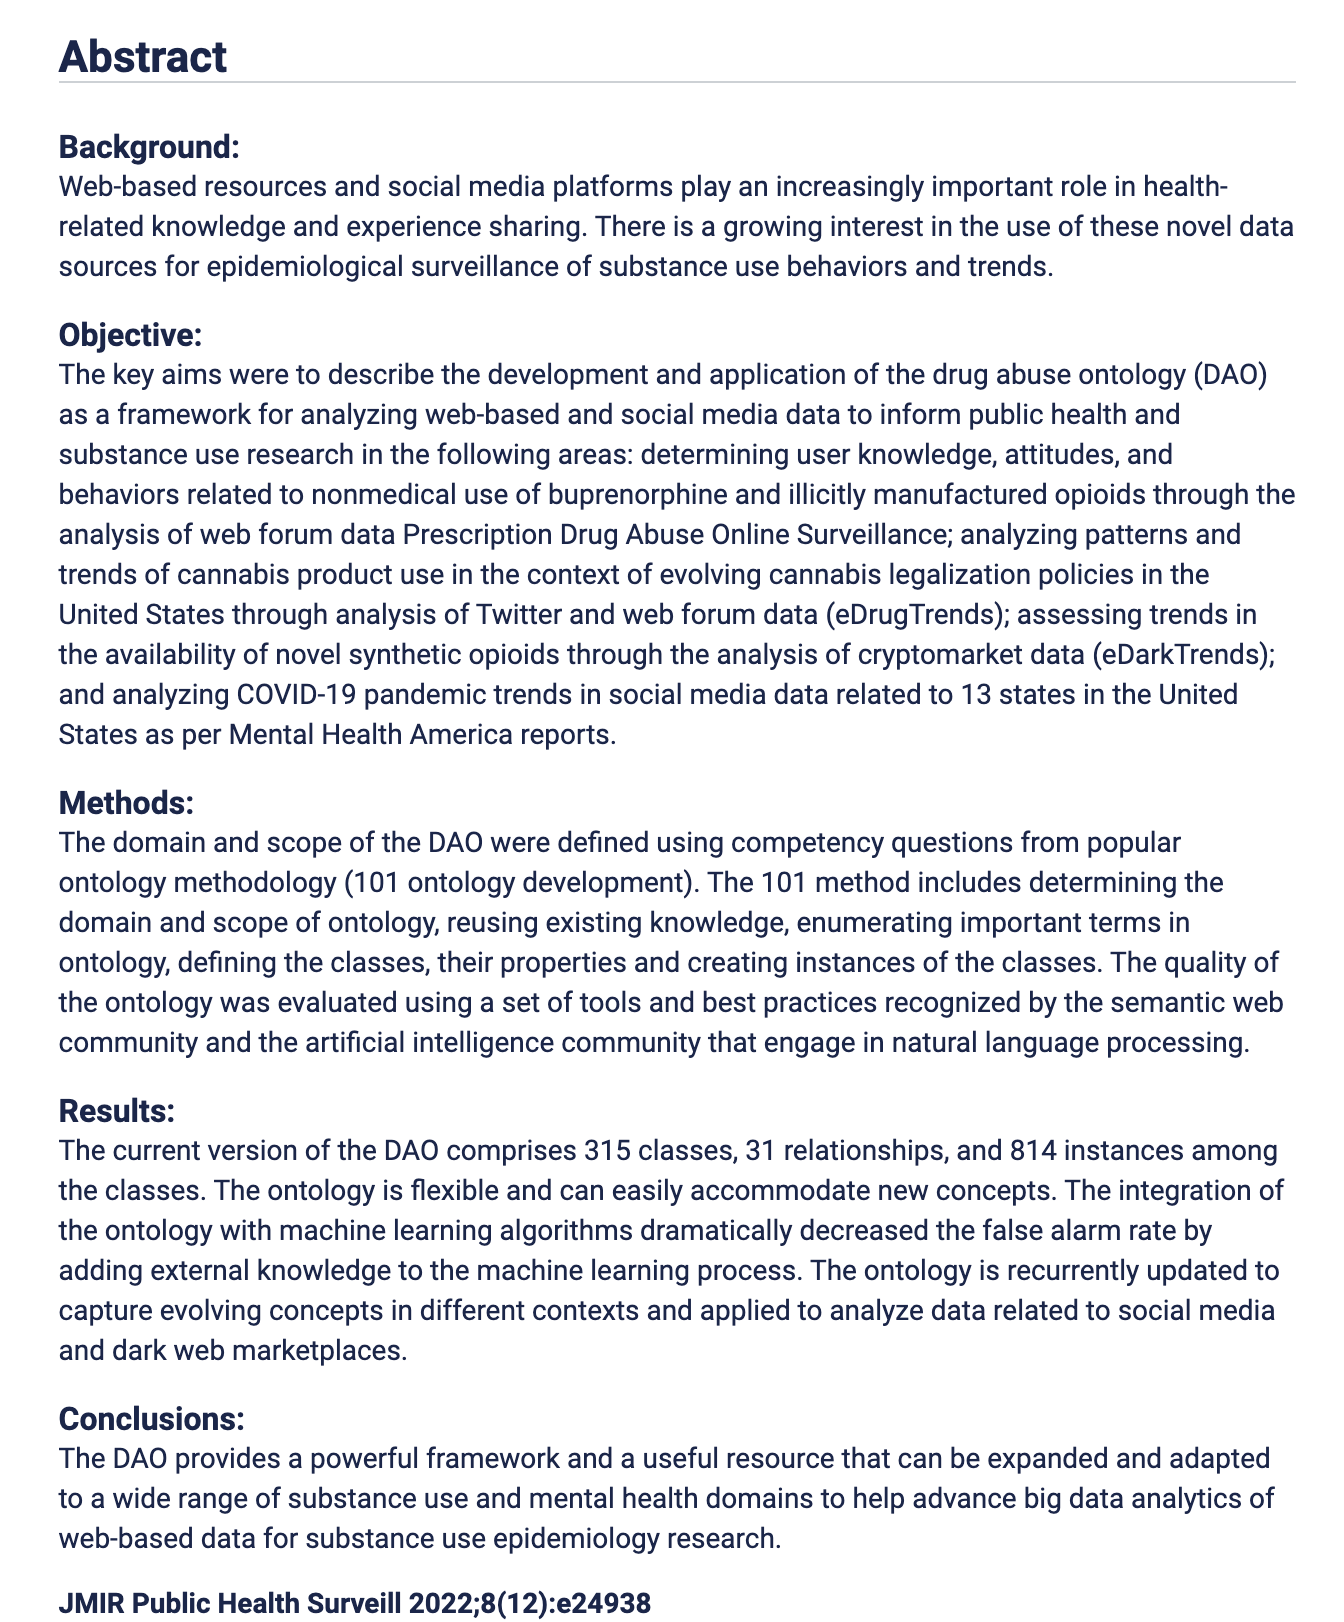 Abstract
Background:
Web-based resources and social media platforms play an increasingly important role in health-
related knowledge and experience sharing. There is a growing interest in the use of these novel data
sources for epidemiological surveillance of substance use behaviors and trends.
Objective:
The key aims were to describe the development and application of the drug abuse ontology (DAO)
as a framework for analyzing web-based and social media data to inform public health and
substance use research in the following areas: determining user knowledge, attitudes, and
behaviors related to nonmedical use of buprenorphine and illicitly manufactured opioids through the
analysis of web forum data Prescription Drug Abuse Online Surveillance; analyzing patterns and
trends of cannabis product use in the context of evolving cannabis legalization policies in the
United States through analysis of Twitter and web forum data (eDrugTrends); assessing trends in
the availability of novel synthetic opioids through the analysis of cryptomarket data (eDarkTrends);
and analyzing COVID-19 pandemic trends in social media data related to 13 states in the United
States as per Mental Health America reports.
Methods:
The domain and scope of the DAO were defined using competency questions from popular
ontology methodology (101 ontology development). The 101 method includes determining the
domain and scope of ontology, reusing existing knowledge, enumerating important terms in
ontology, defining the classes, their properties and creating instances of the classes. The quality of
the ontology was evaluated using a set of tools and best practices recognized by the semantic web
community and the artificial intelligence community that engage in natural language processing.
Results:
The current version of the DAO comprises 315 classes, 31 relationships, and 814 instances among
the classes. The ontology is flexible and can easily accommodate new concepts. The integration of
the ontology with machine learning algorithms dramatically decreased the false alarm rate by
adding external knowledge to the machine learning process. The ontology is recurrently updated to
capture evolving concepts in different contexts and applied to analyze data related to social media
and dark web marketplaces.
Conclusions:
The DAO provides a powerful framework and a useful resource that can be expanded and adapted
to a wide range of substance use and mental health domains to help advance big data analytics of
web-based data for substance use epidemiology research.
JMIR Public Health Surveill 2022;8(12):e24938